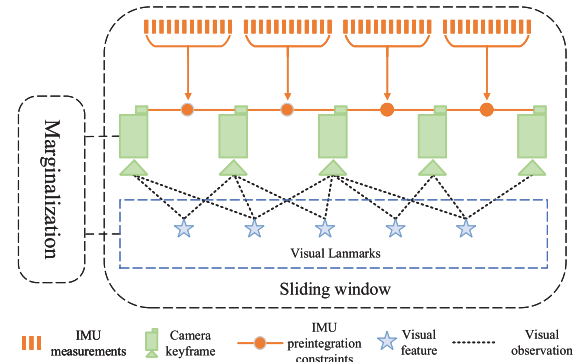 Marginalization
Visual Lanmarks
Sliding window
IMU
measurements
Camera
keyframe
IMU
preintegration
constraints
Visual
feature
Visual
observation